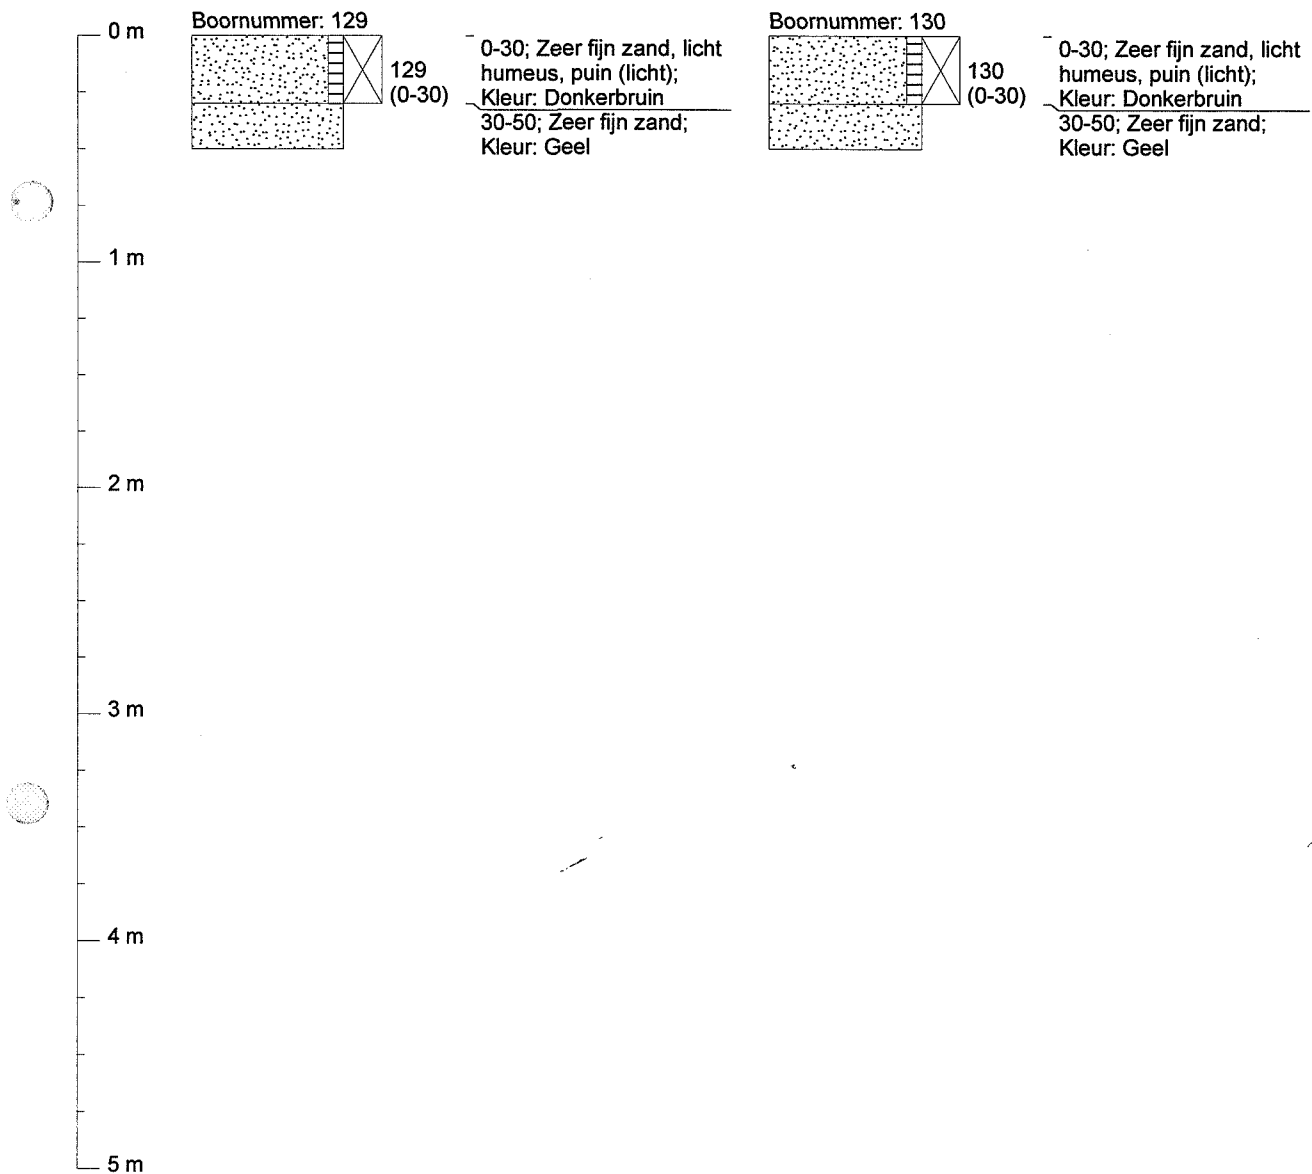 0 m
1 m
2 m
3 m
4 m
5 m
Boornummer: 129
129
(0-30)
0-30; Zeer fijn zand, licht
humeus, puin (licht);
Kleur: Donkerbruin
30-50; Zeer fijn zand;
Kleur: Geel
Boornummer: 130
130
(0-30)
0-30; Zeer fijn zand, licht
humeus, puin (licht);
Kleur: Donkerbruin
30-50; Zeer fijn zand;
Kleur: Geel